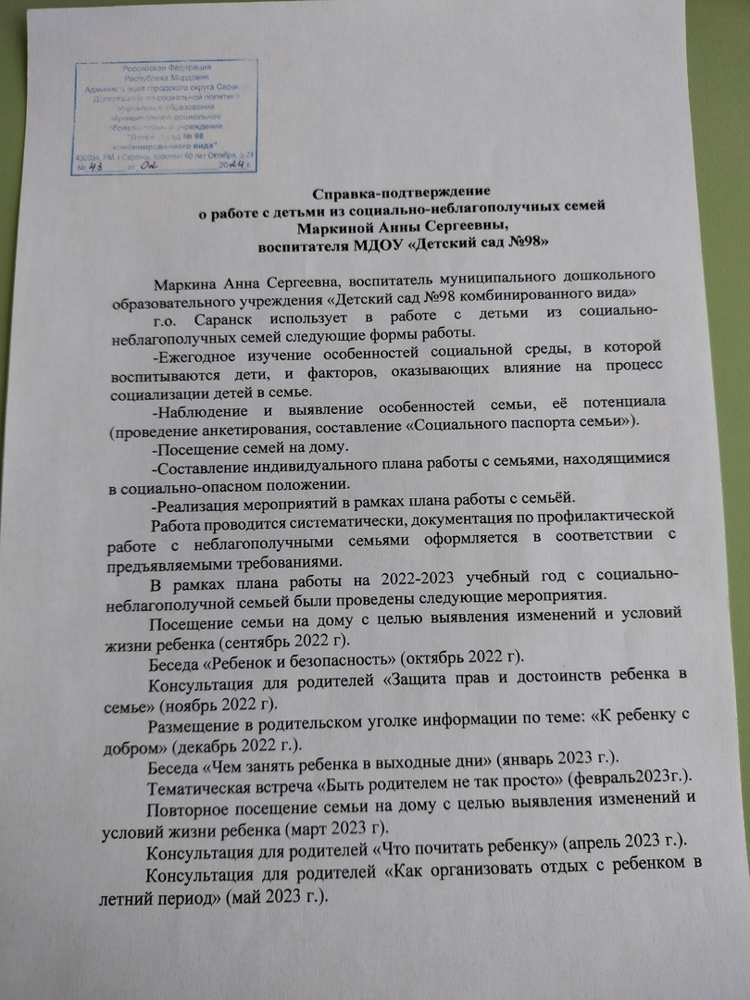 Российская Федерация
Республика Мордовия
Администрация городского округа Саранск
Департамент по социальной политике
Управление образования
Муниципальное дошкольное
образовательное учреждение
"Детский сад № 98
комбинированного вида"
430034, РМ, г. Саранск, проспект 60 лет Октября, д.
№ 43 от 02 2024 г.
Справка-подтверждение
о работе с детьми из социально-неблагополучных семей
Маркиной Анны Сергеевны,
воспитателя МДОУ «Детский сад №98»
Маркина Анна Сергеевна, воспитатель муниципального дошкольного
образовательного учреждения «Детский сад №98 комбинированного вида»
г.о. Саранск использует в работе с детьми из социально-
неблагополучных семей следующие формы работы.
-Ежегодное изучение особенностей социальной среды, в которой
воспитываются дети, и факторов, оказывающих влияние на процесс
социализации детей в семье.
-Наблюдение и выявление особенностей семьи, её потенциала
(проведение анкетирования, составление «Социального паспорта семьи»).
-Посещение семей на дому.
-Составление индивидуального плана работы с семьями, находящимися
в социально-опасном положении.
-Реализация мероприятий в рамках плана работы с семьёй.
Работа проводится систематически, документация по профилактической
работе с неблагополучными семьями оформляется в соответствии с
предъявляемыми требованиями.
В рамках плана работы на 2022-2023 учебный год с социально-
неблагополучной семьей были проведены следующие мероприятия.
Посещение семьи на дому с целью выявления изменений и условий
жизни ребенка (сентябрь 2022 г).
Беседа «Ребенок и безопасность» (октябрь 2022 г).
Консультация для родителей «Защита прав и достоинств ребенка в
семье» (ноябрь 2022 г).
Размещение в родительском уголке информации по теме: «К ребенку с
добром» (декабрь 2022 г.).
Беседа «Чем занять ребенка в выходные дни» (январь 2023 г.).
Тематическая встреча «Быть родителем не так просто» (февраль2023г.).
Повторное посещение семьи на дому с целью выявления изменений и
условий жизни ребенка (март 2023 г).
Консультация для родителей «Что почитать ребенку» (апрель 2023 г.).
Консультация для родителей «Как организовать отдых с ребенком в
летний период» (май 2023 г.).